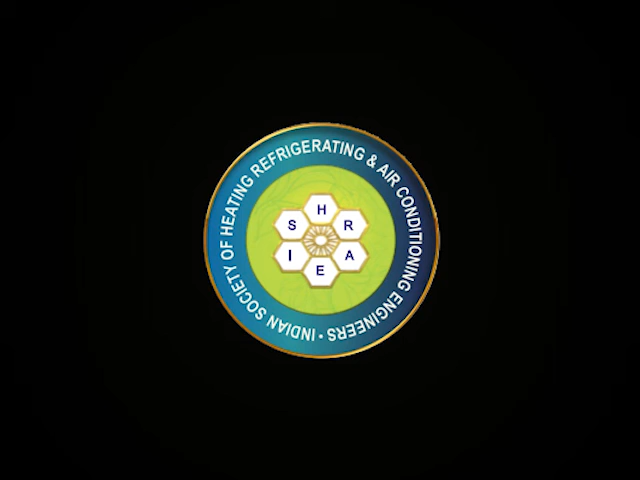 INDIAN SOCIETY OF HEATING REFRIGERATING & AIR CONDITIONING ENGINEERS •
I S H R A E